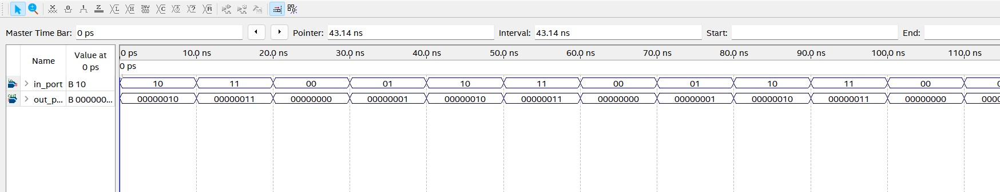 Master Time Bar: 0 ps Pointer: 43.14 ns Interval: 43.14 ns Start: End:
Name Value at 0 ps
0 ps 10.0 ns 20.0 ns 30.0 ns 40.0 ns 50.0 ns 60.0 ns 70.0 ns 80.0 ns 90.0 ns 100.0 ns 110.0 ns
0 ps
in_port B 10 10 11 00 01 10 11 00 01 10 11 00
out_p... B 000000... 00000010 00000011 00000000 00000001 00000010 00000011 00000000 00000001 00000010 00000011 00000000 0000